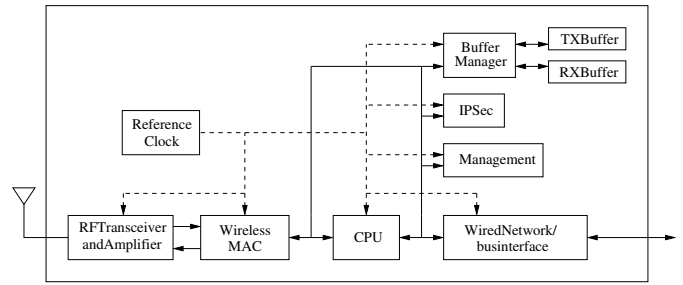 Buffer
Manager
TXBuffer
RXBuffer
IPSec
Reference
Clock
Management
RFTransceiver
andAmplifier
Wireless
MAC
CPU
WiredNetwork/
businterface